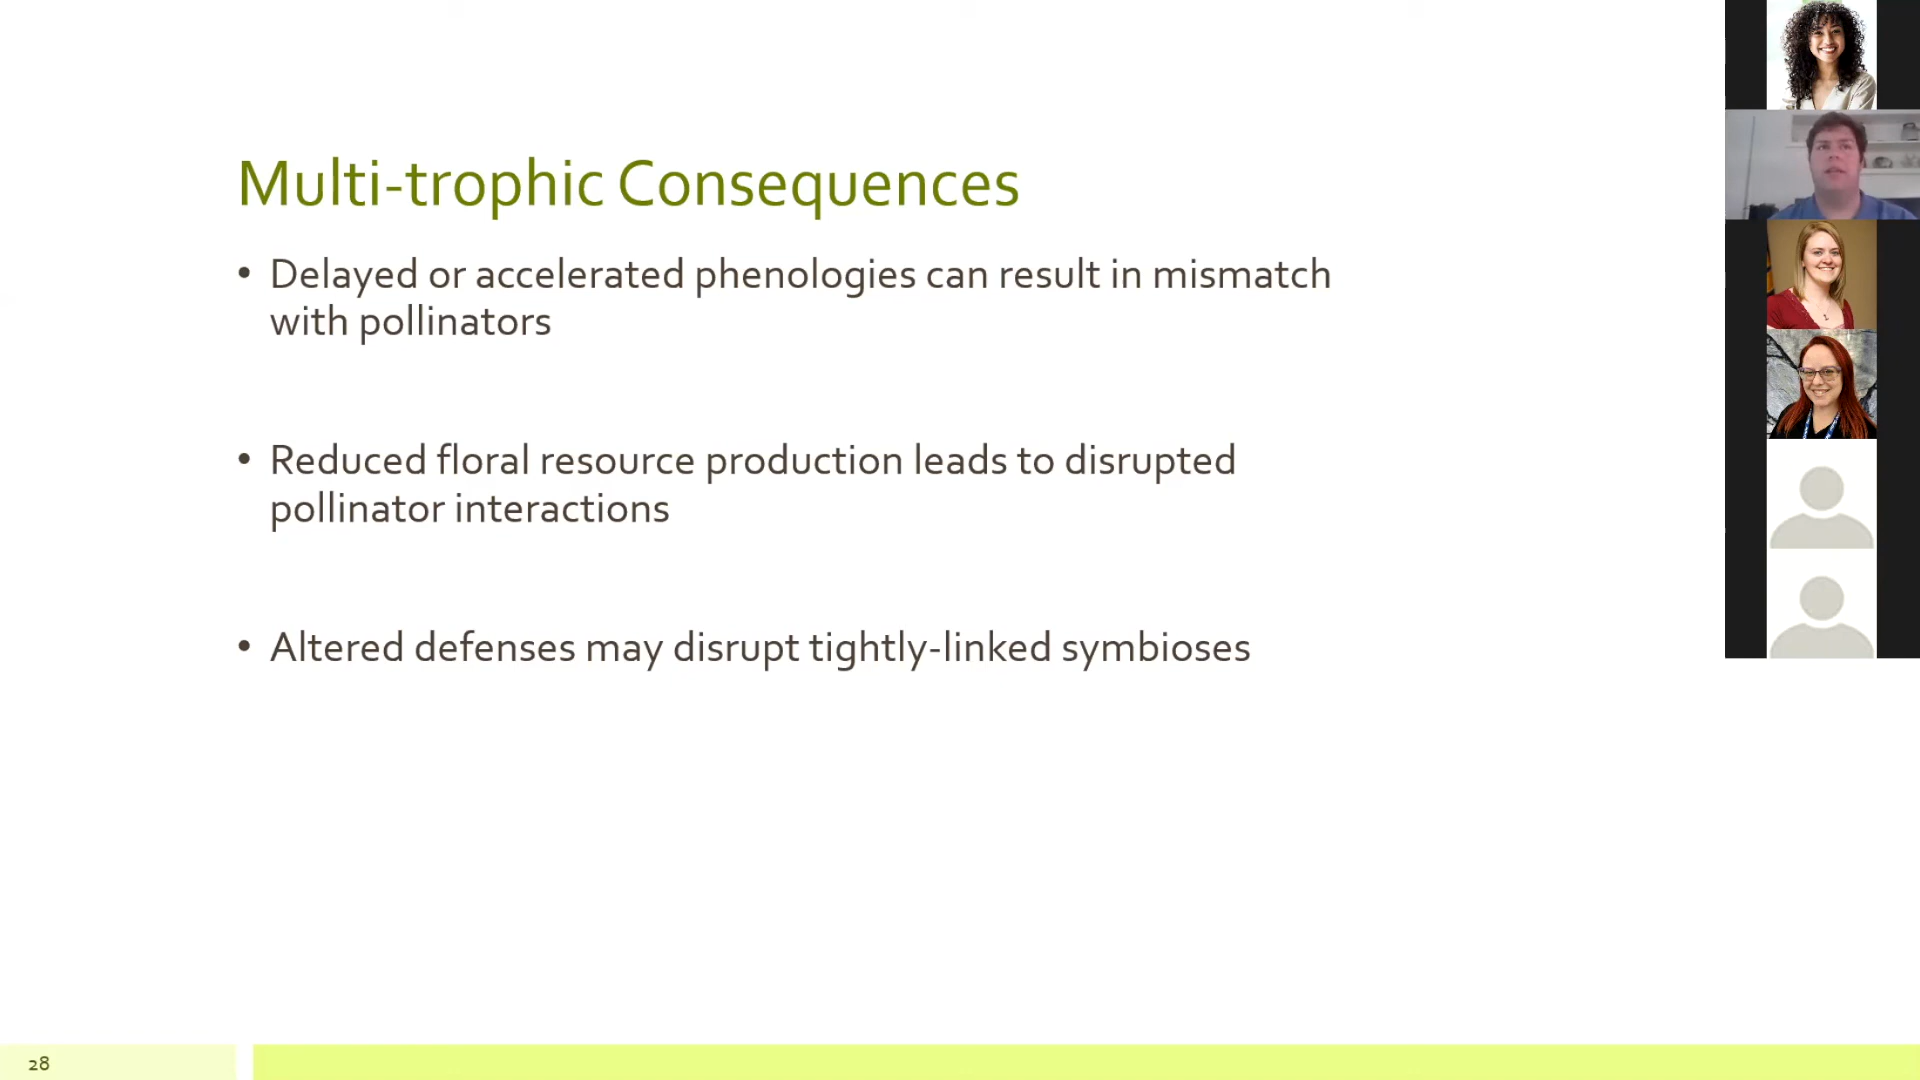 Multi-trophic Consequences
• Delayed or accelerated phenologies can result in mismatch
with pollinators
• Reduced floral resource production leads to disrupted
pollinator interactions
• Altered defenses may disrupt tightly-linked symbioses
28